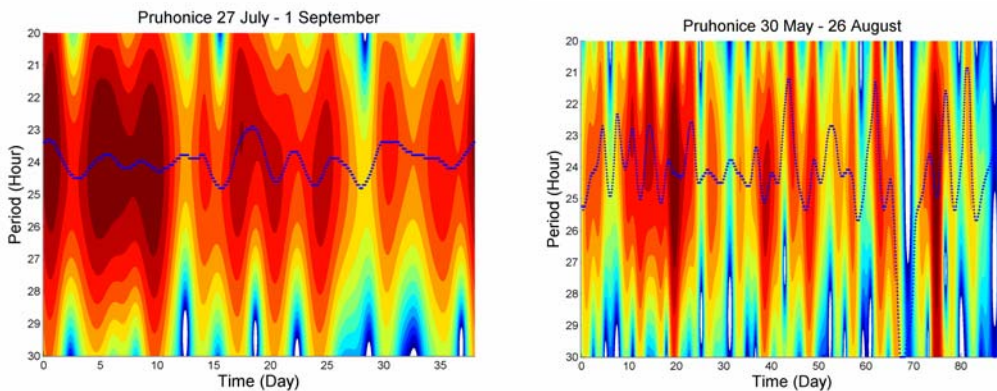 Pruhonice 27 July - 1 September
Period (Hour)
20
21
22
23
24
25
26
27
28
29
30
0 5 10 15 20 25 30 35
Time (Day)
Pruhonice 30 May - 26 August
Period (Hour)
20
21
22
23
24
25
26
27
28
29
30
0 10 20 30 40 50 60 70 80
Time (Day)